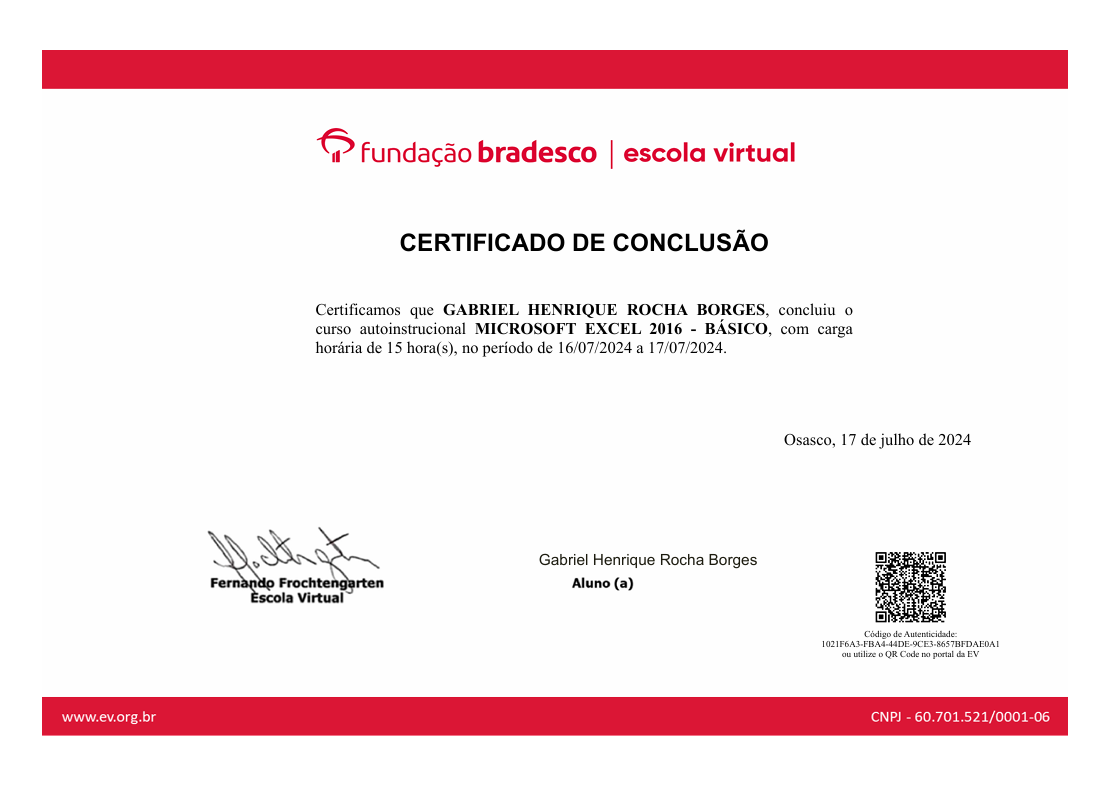 fundação bradesco | escola virtual
CERTIFICADO DE CONCLUSÃO
Certificamos que GABRIEL HENRIQUE ROCHA BORGES, concluiu o
curso autoinstrucional MICROSOFT EXCEL 2016 - BÁSICO, com carga
horária de 15 hora(s), no período de 16/07/2024 a 17/07/2024.
Osasco, 17 de julho de 2024
Fernando Frochtengarten
Escola Virtual
Gabriel Henrique Rocha Borges
Aluno (a)
Código de Autenticidade:
1021F6A3-FBA4-44DE-9CE3-8657BFDAE0A1
ou utilize o QR Code no portal da EV
www.ev.org.br
CNPJ - 60.701.521/0001-06